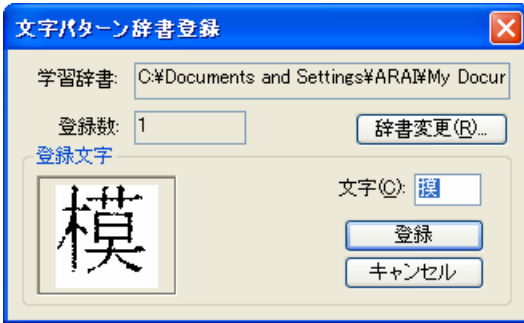 文字パターン辞書登録
学習辞書: C:¥Documents and Settings¥ARAI¥My Docur
登録数: 1
辞書変更(R)...
登録文字
模
文字(C): 摸
登録
キャンセル